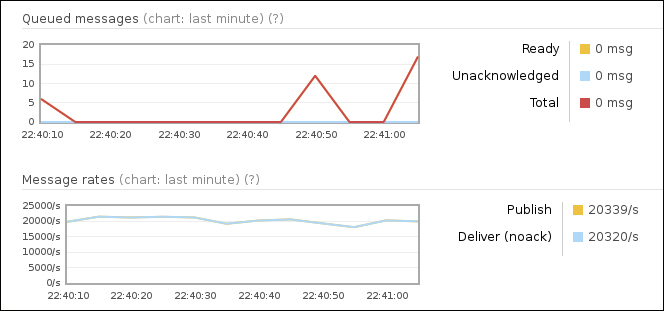 Queued messages (chart: last minute) (?)
20
15
10
5
0
22:40:10 22:40:20 22:40:30 22:40:40 22:40:50 22:41:00
Ready 0 msg
Unacknowledged 0 msg
Total 0 msg
Message rates (chart: last minute) (?)
25000/s
20000/s
15000/s
10000/s
5000/s
0/s
22:40:10 22:40:20 22:40:30 22:40:40 22:40:50 22:41:00
Publish 20339/s
Deliver (noack) 20320/s